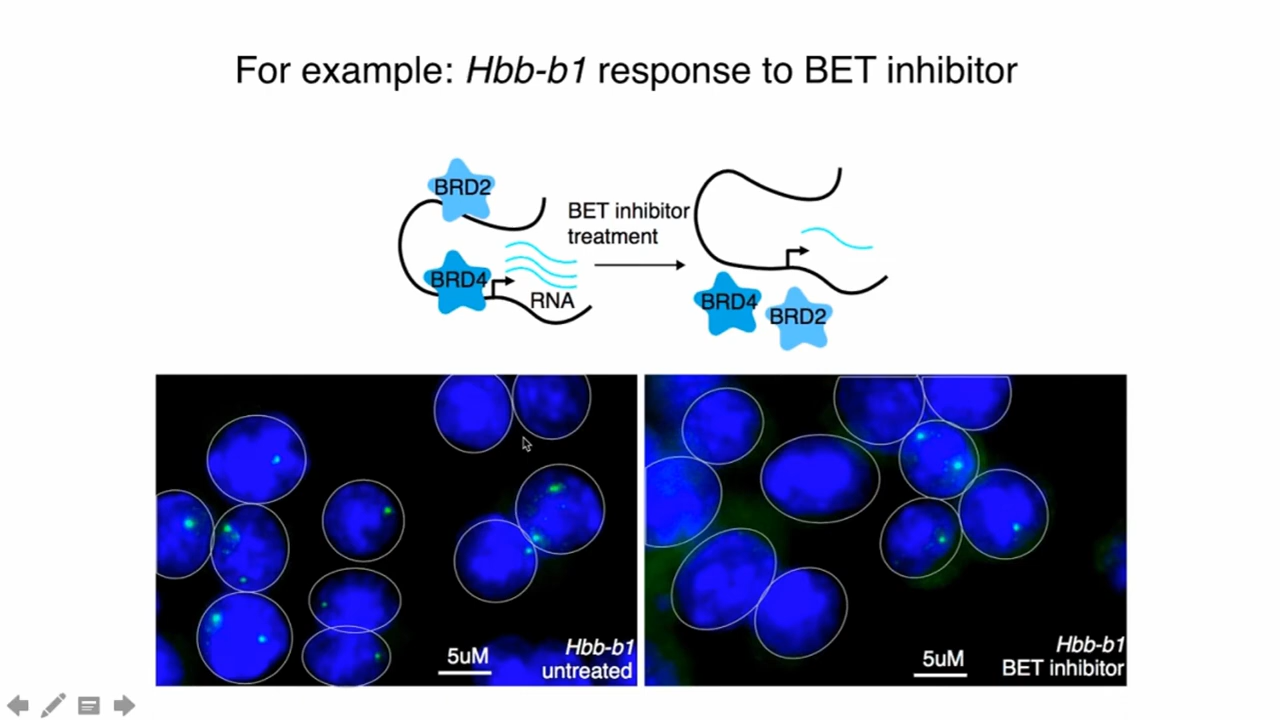 For example: Hbb-b1 response to BET inhibitor
BRD2
BRD4
RNA
BET inhibitor
treatment
BRD4
BRD2
5uM
Hbb-b1
untreated
5uM
Hbb-b1
BET inhibitor